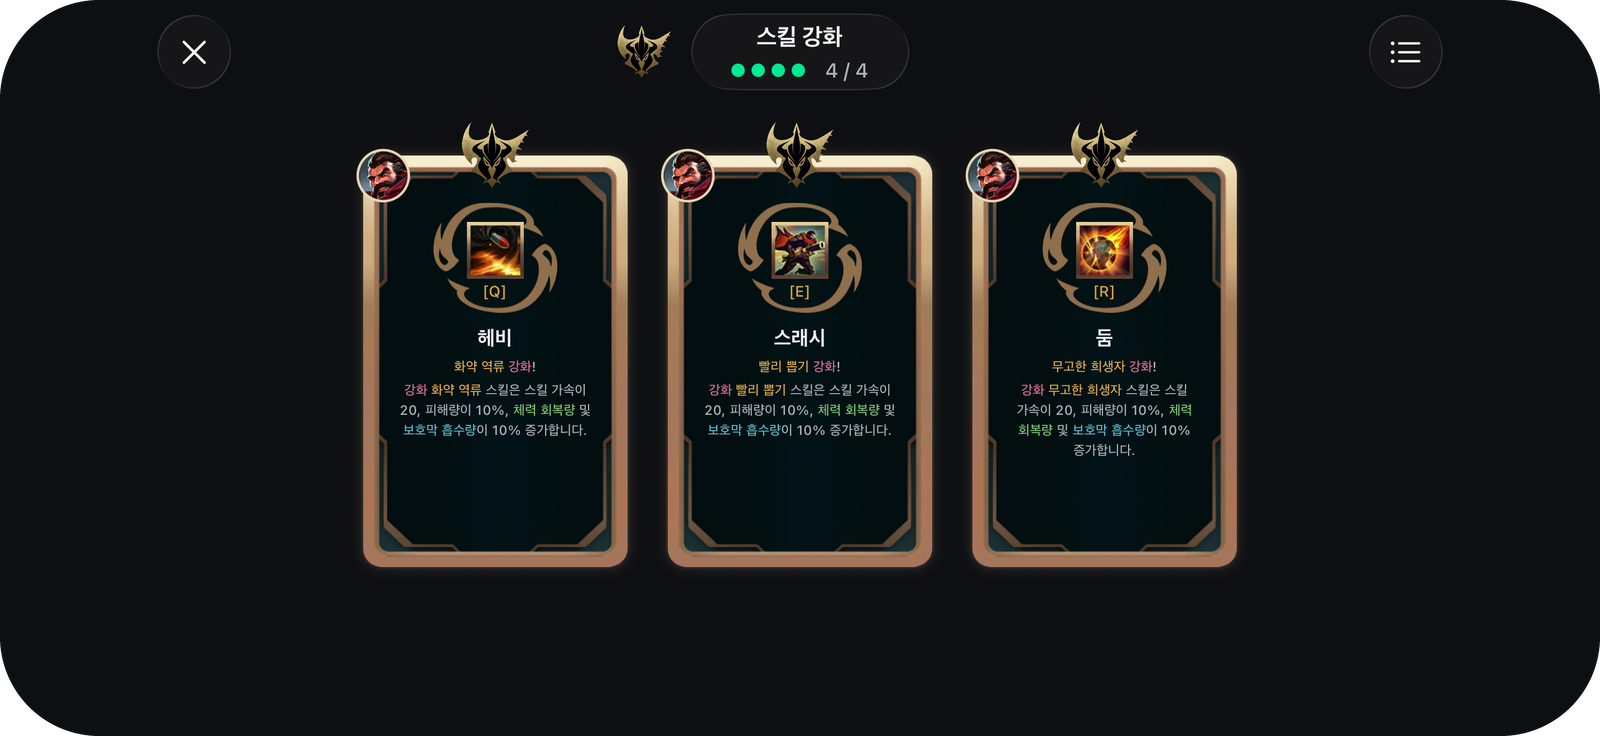 스킬 강화
4 / 4
[Q]
헤비
화약 역류 강화!
강화 화약 역류 스킬은 스킬 가속이
20, 피해량이 10%, 체력 회복량 및
보호막 흡수량이 10% 증가합니다.
[E]
스래시
빨리 뽑기 강화!
강화 빨리 뽑기 스킬은 스킬 가속이
20, 피해량이 10%, 체력 회복량 및
보호막 흡수량이 10% 증가합니다.
[R]
둠
무고한 희생자 강화!
강화 무고한 희생자 스킬은 스킬
가속이 20, 피해량이 10%, 체력
회복량 및 보호막 흡수량이 10%
증가합니다.